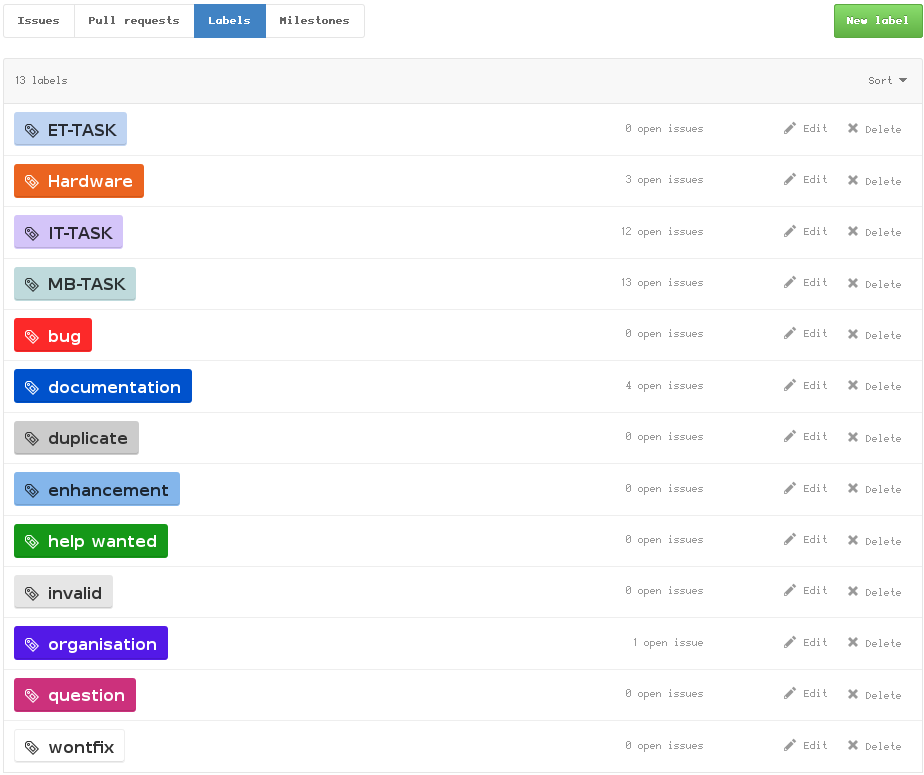 Issues Pull requests Labels Milestones New label
13 labels Sort
ET-TASK 0 open issues Edit Delete
Hardware 3 open issues Edit Delete
IT-TASK 12 open issues Edit Delete
MB-TASK 13 open issues Edit Delete
bug 0 open issues Edit Delete
documentation 4 open issues Edit Delete
duplicate 0 open issues Edit Delete
enhancement 0 open issues Edit Delete
help wanted 0 open issues Edit Delete
invalid 0 open issues Edit Delete
organisation 1 open issue Edit Delete
question 0 open issues Edit Delete
wontfix 0 open issues Edit Delete